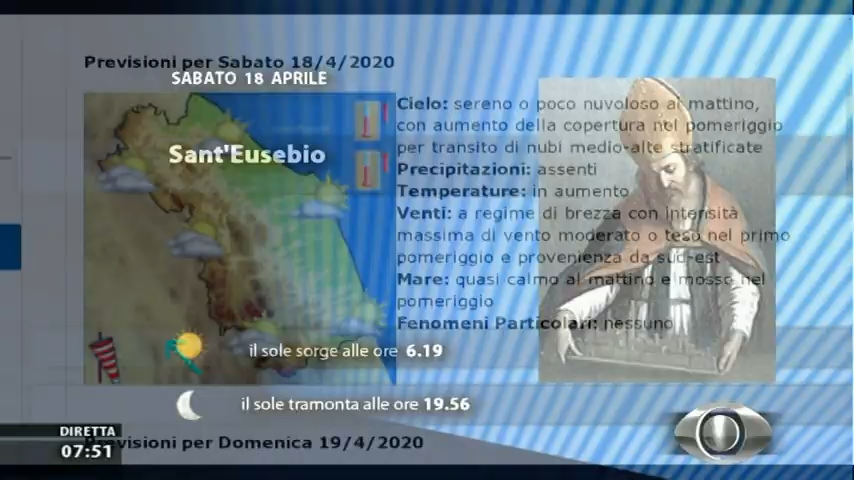 Previsioni per Sabato 18/4/2020
SABATO 18 APRILE
Sant'Eusebio
Cielo: sereno o poco nuvoloso al mattino,
con aumento della copertura nel pomeriggio
per transito di nubi medio-alte stratificate
Precipitazioni: assenti
Temperature: in aumento
Venti: a regime di brezza con intensità
massima di vento moderato o teso nel primo
pomeriggio e provenienza da sud-est
Mare: quasi calmo al mattino e mosso nel
pomeriggio
Fenomeni Particolari: nessuno
il sole sorge alle ore 6.19
il sole tramonta alle ore 19.56
DIRETTA
07:51
Previsioni per Domenica 19/4/2020